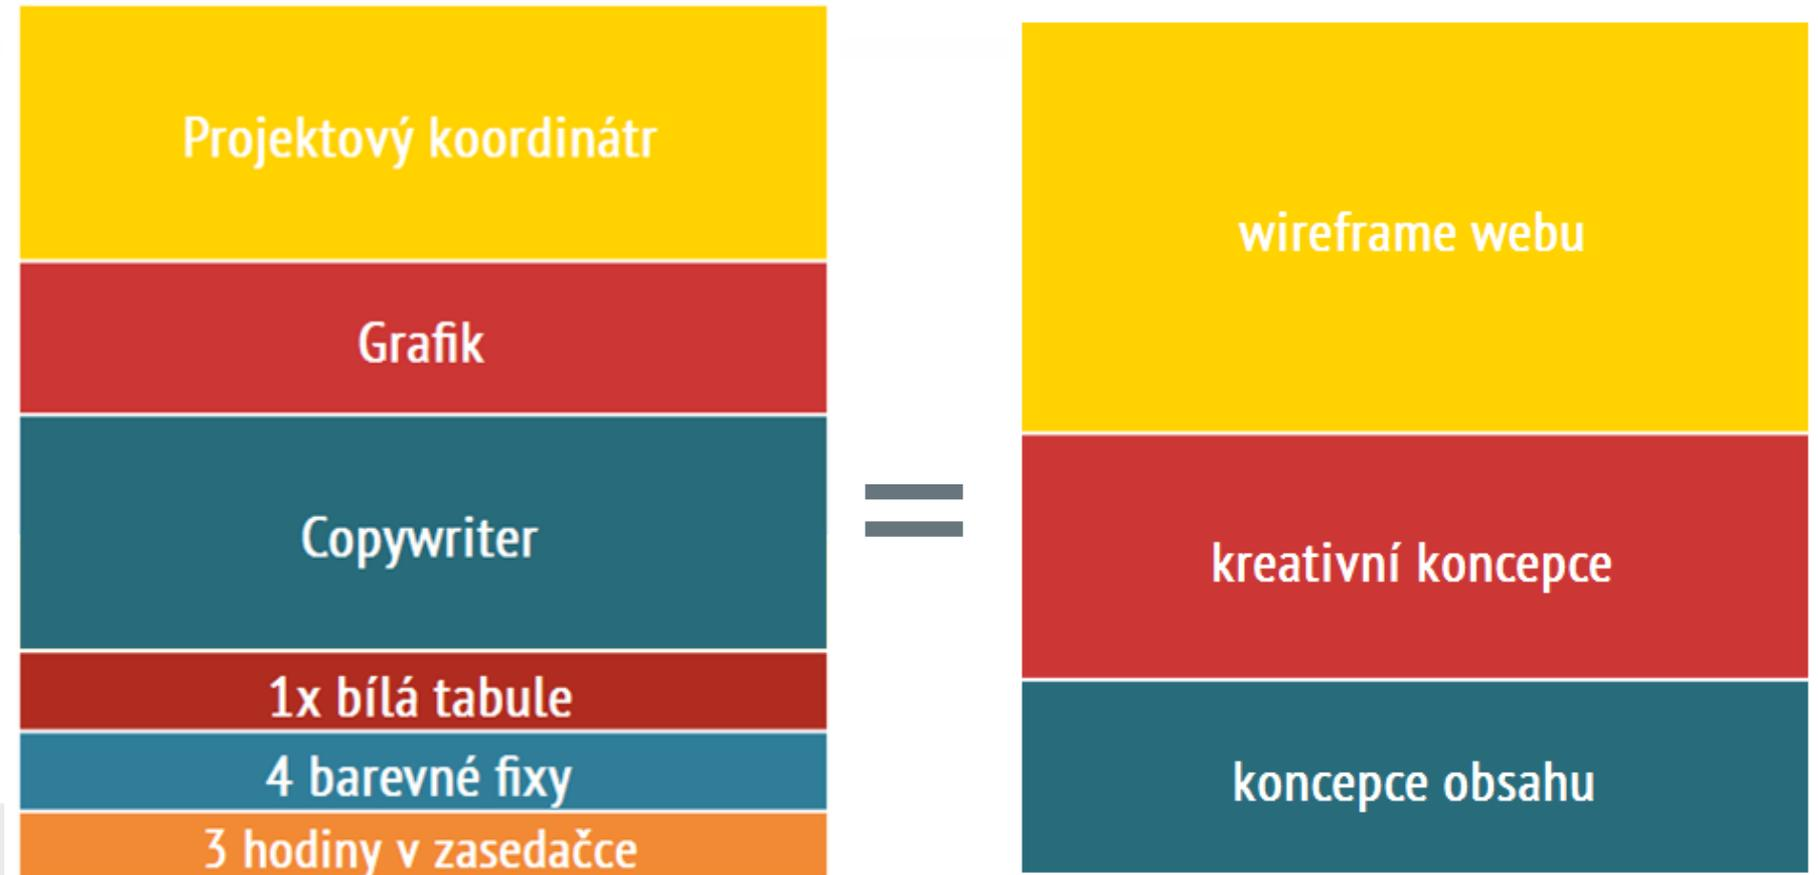 Projektový koordinátr
Grafik
Copywriter
1x bílá tabule
4 barevné fixy
3 hodiny v zasedačce
=
wireframe webu
kreativní koncepce
koncepce obsahu